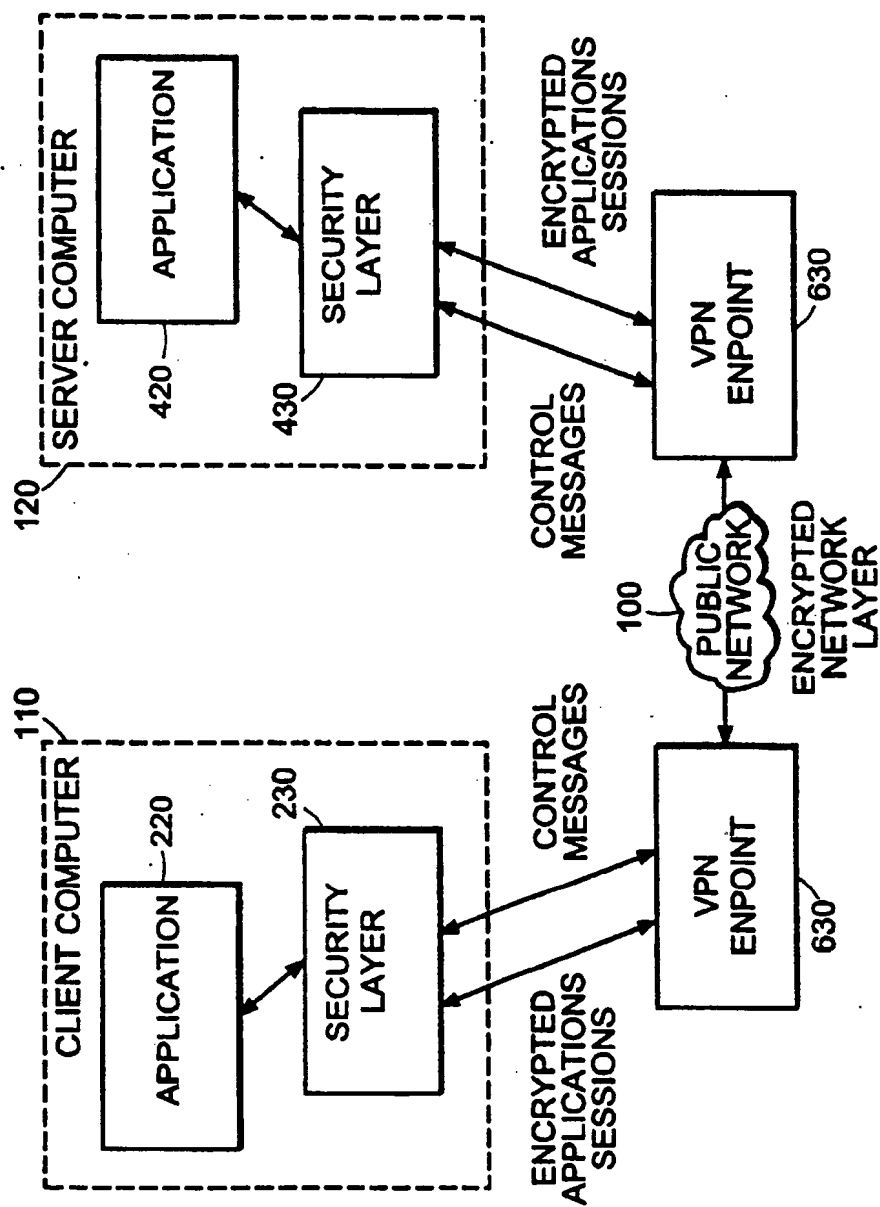 110
CLIENT COMPUTER
220
APPLICATION
230
SECURITY
LAYER
ENCRYPTED
APPLICATIONS
SESSIONS
CONTROL
MESSAGES
VPN
ENPOINT
630
100
PUBLIC
NETWORK
ENCRYPTED
NETWORK
LAYER
120
SERVER COMPUTER
420
APPLICATION
430
SECURITY
LAYER
CONTROL
MESSAGES
ENCRYPTED
APPLICATIONS
SESSIONS
VPN
ENPOINT
630